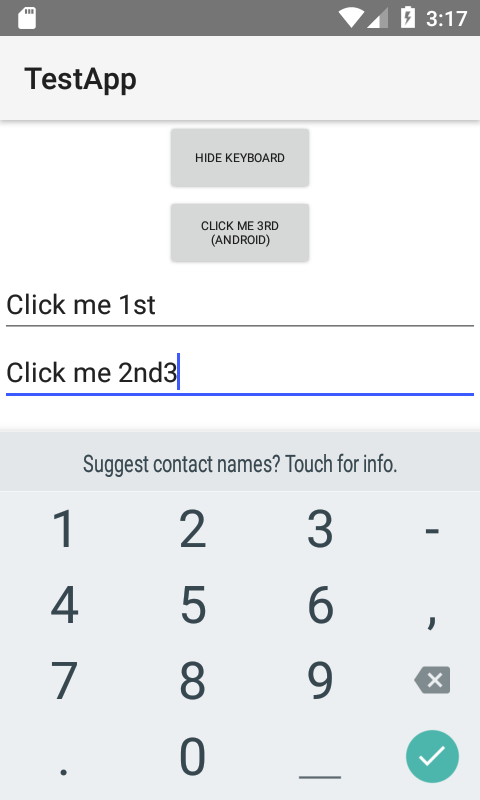 3:17
TestApp
HIDE KEYBOARD
CLICK ME 3RD
(ANDROID)
Click me 1st
Click me 2nd3
Suggest contact names? Touch for info.
1 2 3 -
4 5 6 ,
7 8 9
. 0 _